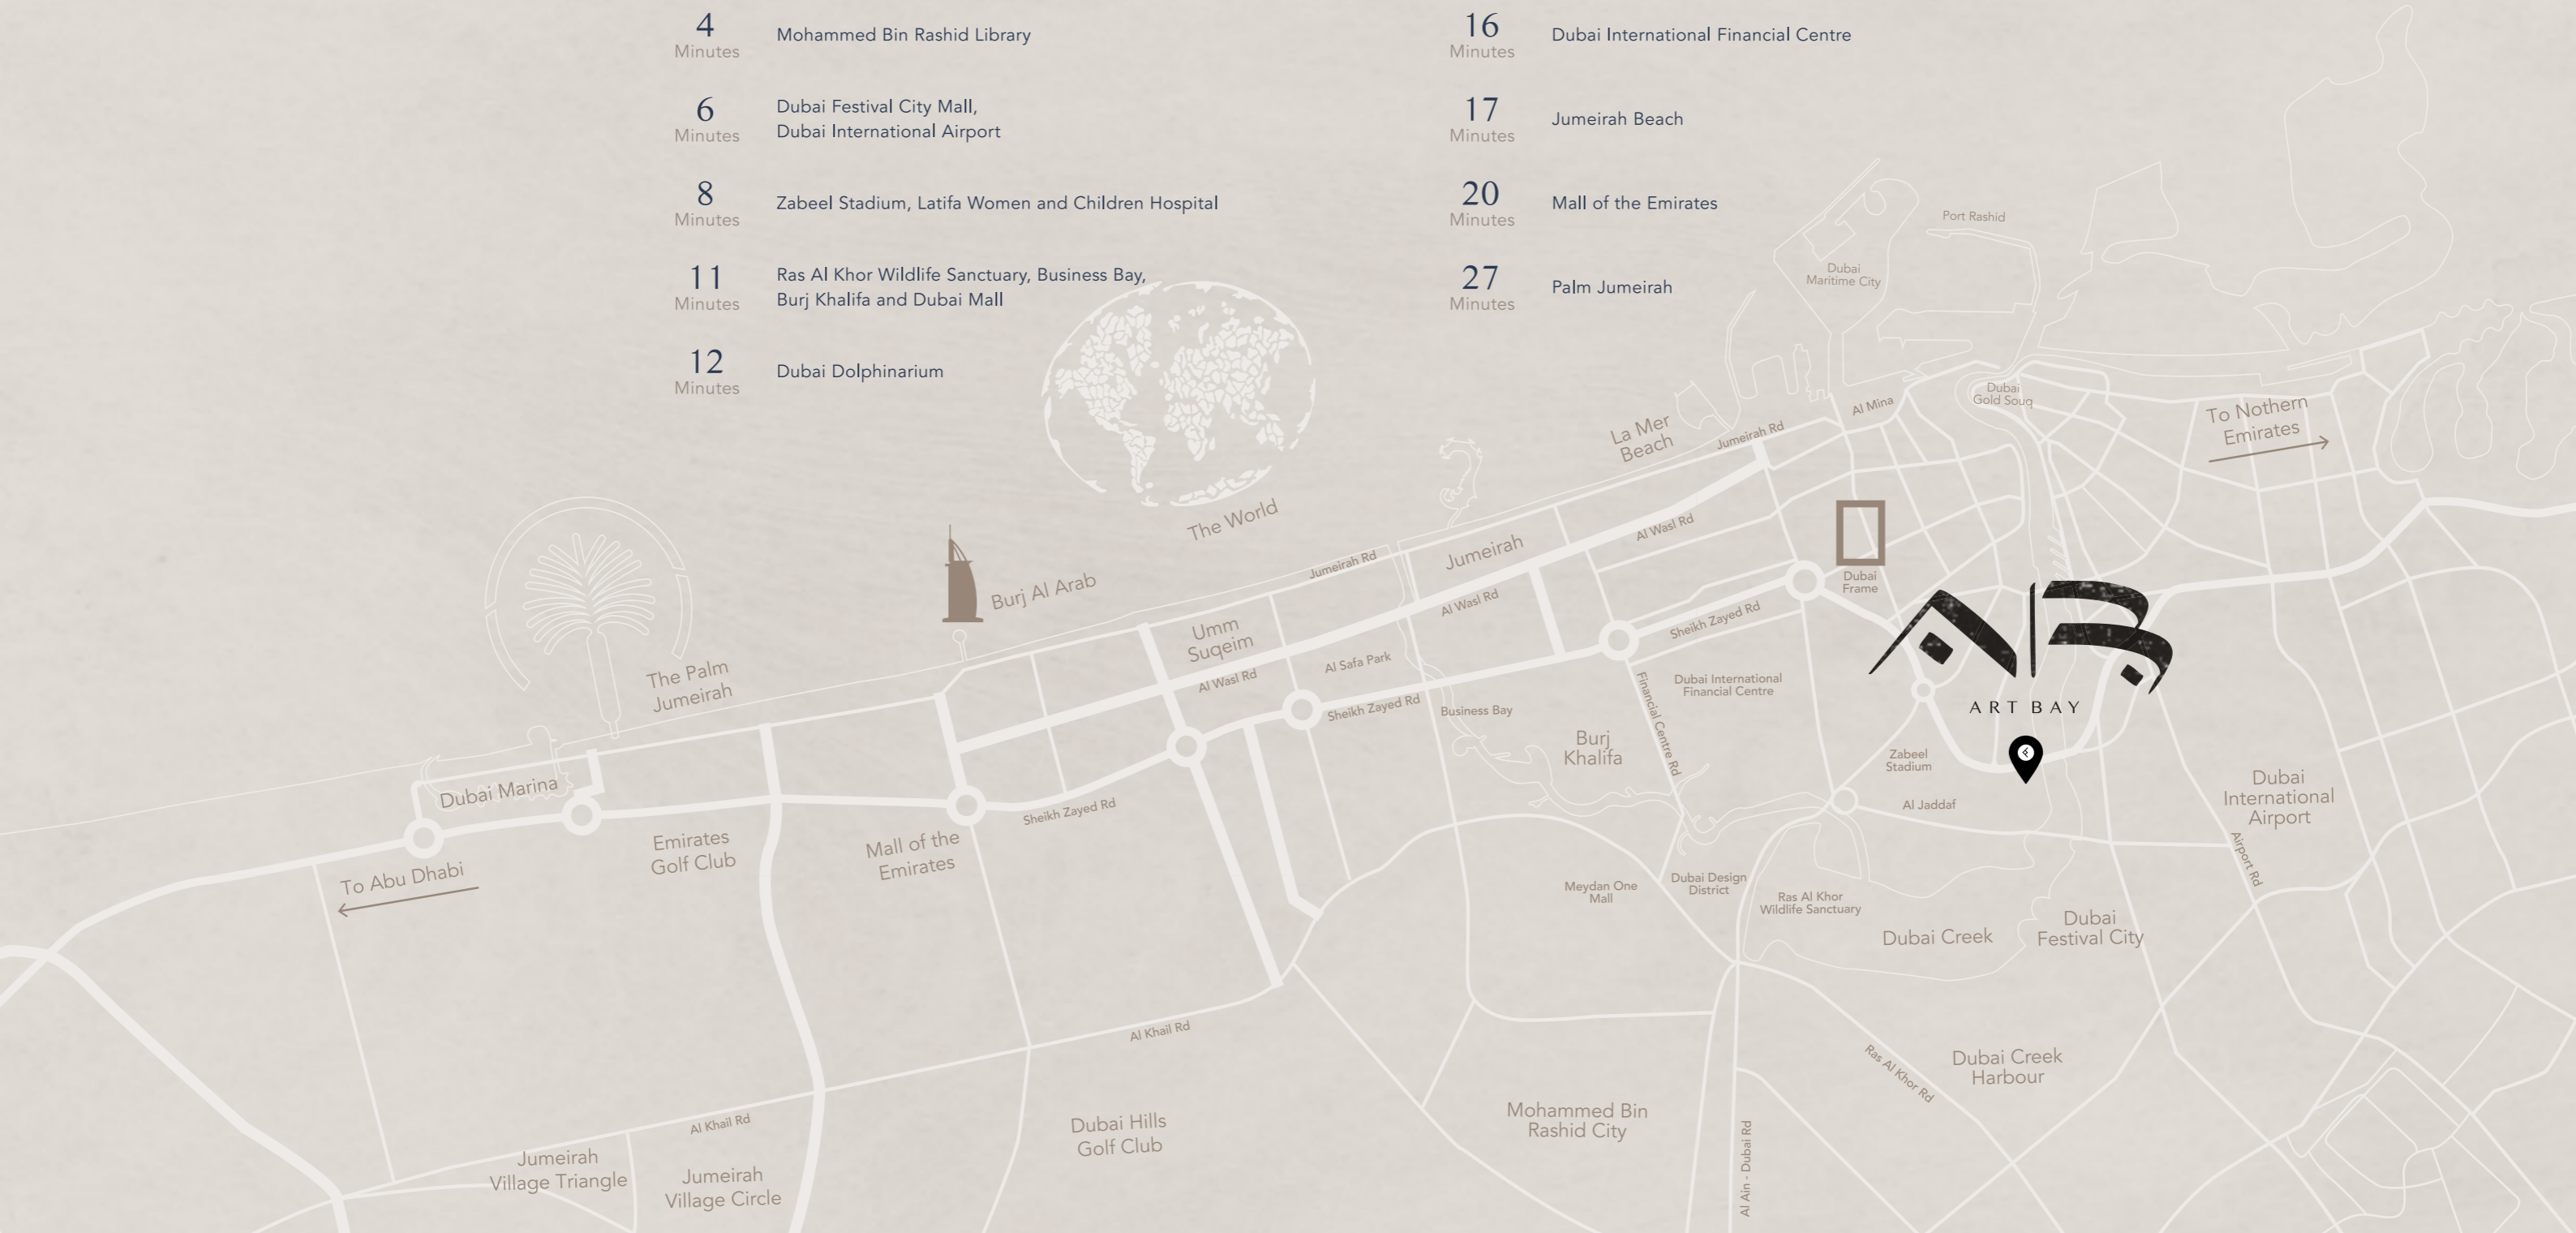 4
Minutes
Mohammed Bin Rashid Library
6
Minutes
Dubai Festival City Mall,
Dubai International Airport
8
Minutes
Zabeel Stadium, Latifa Women and Children Hospital
11
Minutes
Ras Al Khor Wildlife Sanctuary, Business Bay,
Burj Khalifa and Dubai Mall
12
Minutes
Dubai Dolphinarium
16
Minutes
Dubai International Financial Centre
17
Minutes
Jumeirah Beach
20
Minutes
Mall of the Emirates
27
Minutes
Palm Jumeirah
Port Rashid
Dubai
Maritime City
Dubai
Gold Souq
Al Mina
To Nothern
Emirates
La Mer
Beach
Jumeirah Rd
The World
Al Wasl Rd
Jumeirah
Jumeirah Rd
Dubai
Frame
Burj Al Arab
Al Wasl Rd
Sheikh Zayed Rd
Umm
Suqeim
Al Safa Park
Al Wasl Rd
The Palm
Jumeirah
Sheikh Zayed Rd
Business Bay
Dubai International
Financial Centre
Financial Centre Rd
Burj
Khalifa
AB
ART BAY
Zabeel
Stadium
Al Jaddaf
Dubai
International
Airport
Airport Rd
Dubai Marina
Sheikh Zayed Rd
Emirates
Golf Club
Mall of the
Emirates
To Abu Dhabi
Meydan One
Mall
Dubai Design
District
Ras Al Khor
Wildlife Sanctuary
Dubai Creek
Dubai
Festival City
Al Khail Rd
Ras Al Khor Rd
Dubai Creek
Harbour
Al Khail Rd
Dubai Hills
Golf Club
Mohammed Bin
Rashid City
Al Ain - Dubai Rd
Jumeirah
Village Triangle
Jumeirah
Village Circle